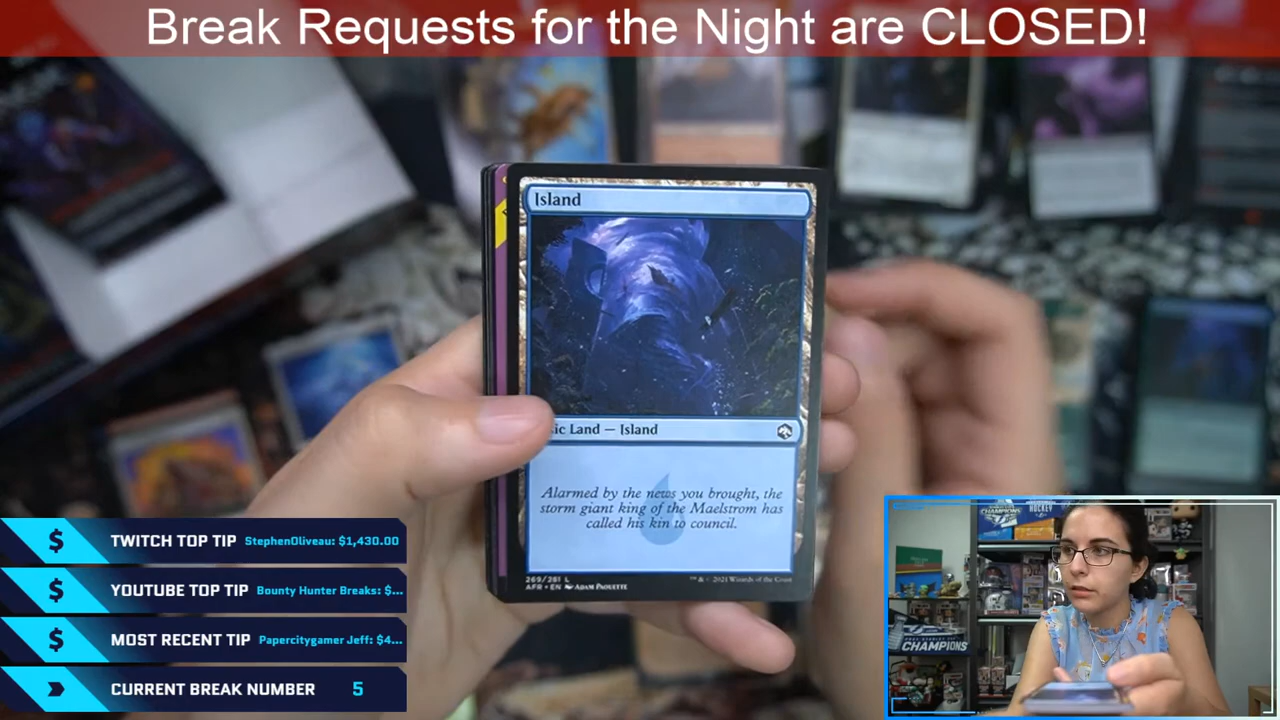 Break Requests for the Night are CLOSED!
Island
ic Land — Island
Alarmed by the news you brought, the
storm giant king of the Maelstrom has
called his kin to council.
269/281 L
AFR • EN Adam Paquette
™ & © 2021 Wizards of the Coast
$ TWITCH TOP TIP StephenOliveau: $1,430.00
$ YOUTUBE TOP TIP Bounty Hunter Breaks: $...
$ MOST RECENT TIP Papercitygamer Jeff: $4...
CURRENT BREAK NUMBER 5
CHAMPIONS
HOCKEY
CHAMPIONS